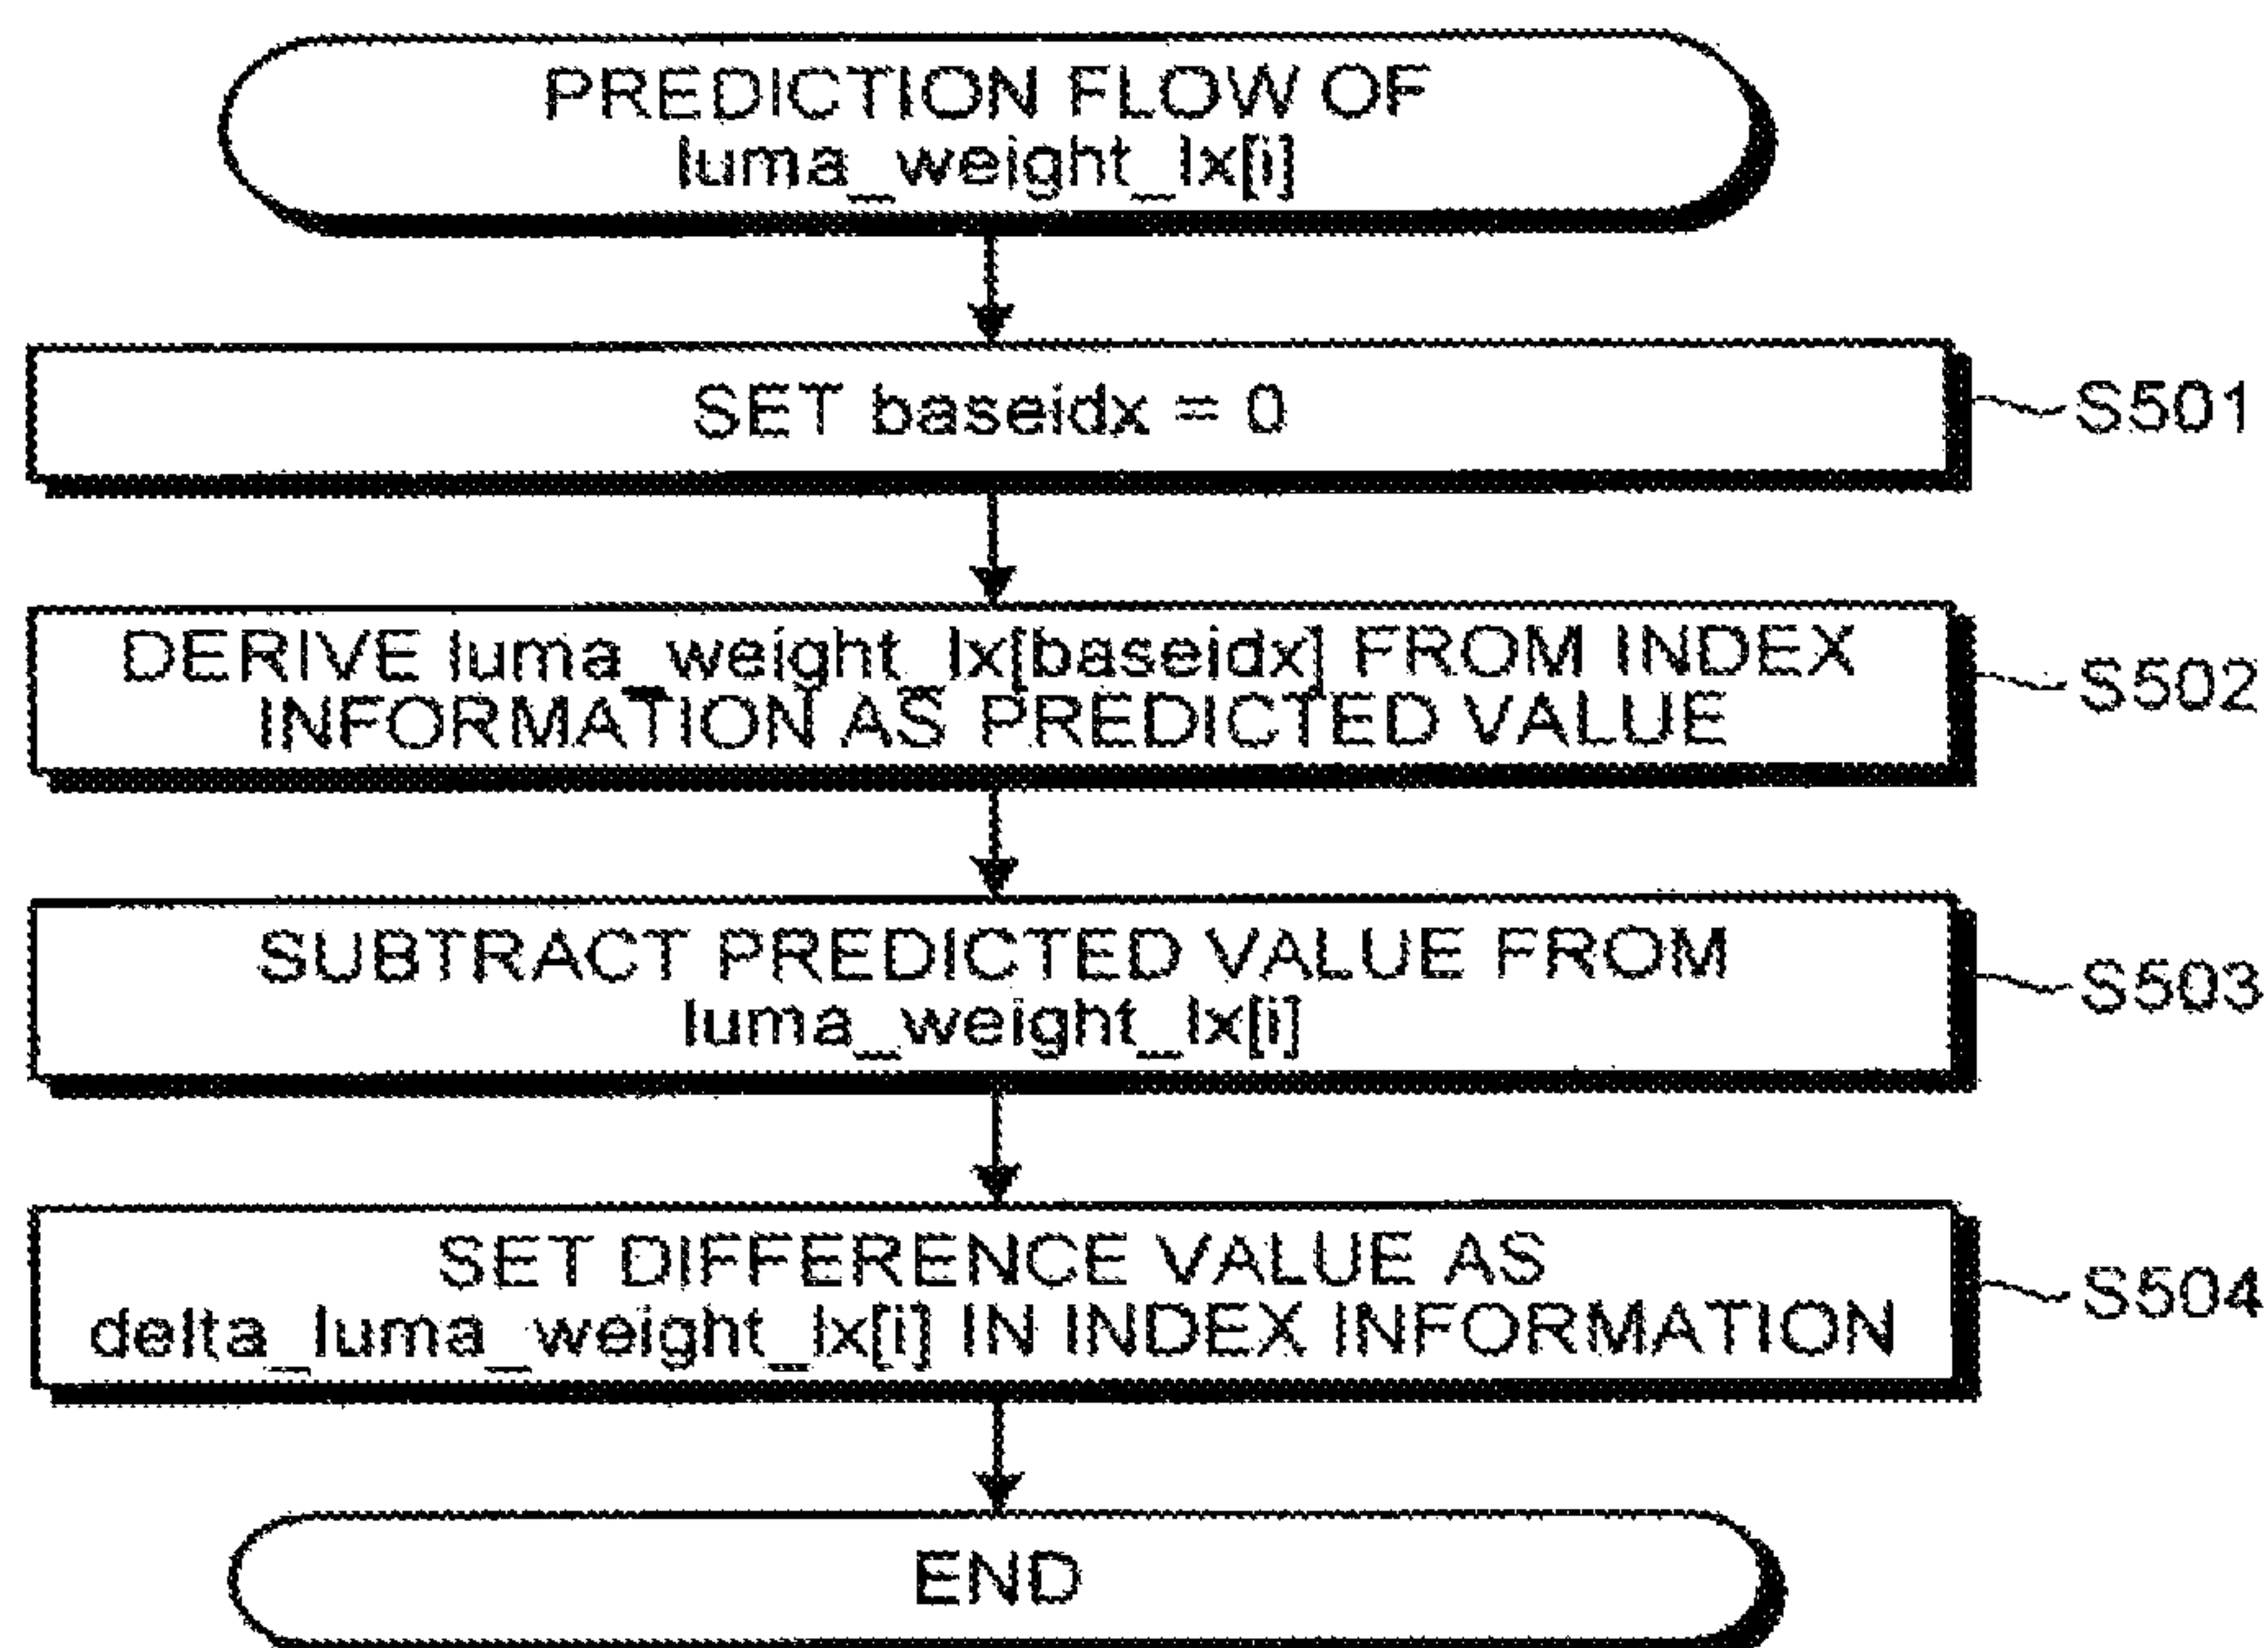 PREDICTION FLOW OF
luma_weight_lx[i]
SET baseidx = 0
S501
DERIVE luma_weight_lx[baseidx] FROM INDEX
INFORMATION AS PREDICTED VALUE
S502
SUBTRACT PREDICTED VALUE FROM
luma_weight_lx[i]
S503
SET DIFFERENCE VALUE AS
delta_luma_weight_lx[i] IN INDEX INFORMATION
S504
END